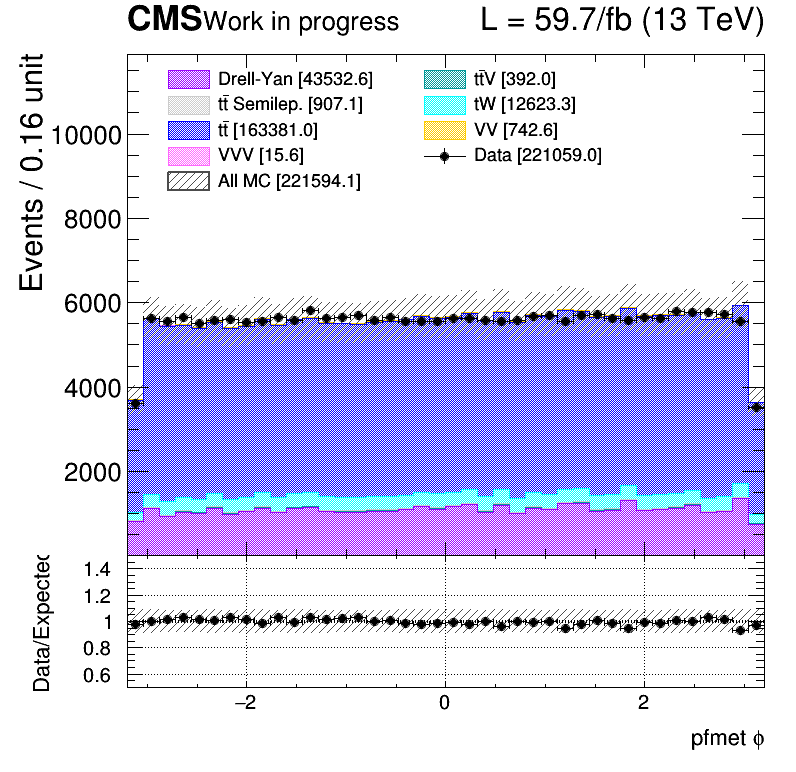 CMS Work in progress L = 59.7/fb (13 TeV)
Drell-Yan [43532.6] tt̄V [392.0]
tt̄ Semilep. [907.1] tW [12623.3]
tt̄ [163381.0] VV [742.6]
VVV [15.6] Data [221059.0]
All MC [221594.1]
Events / 0.16 unit
10000
8000
6000
4000
2000
Data/Expected
1.4
1.2
1
0.8
0.6
−2 0 2
pfmet ϕ